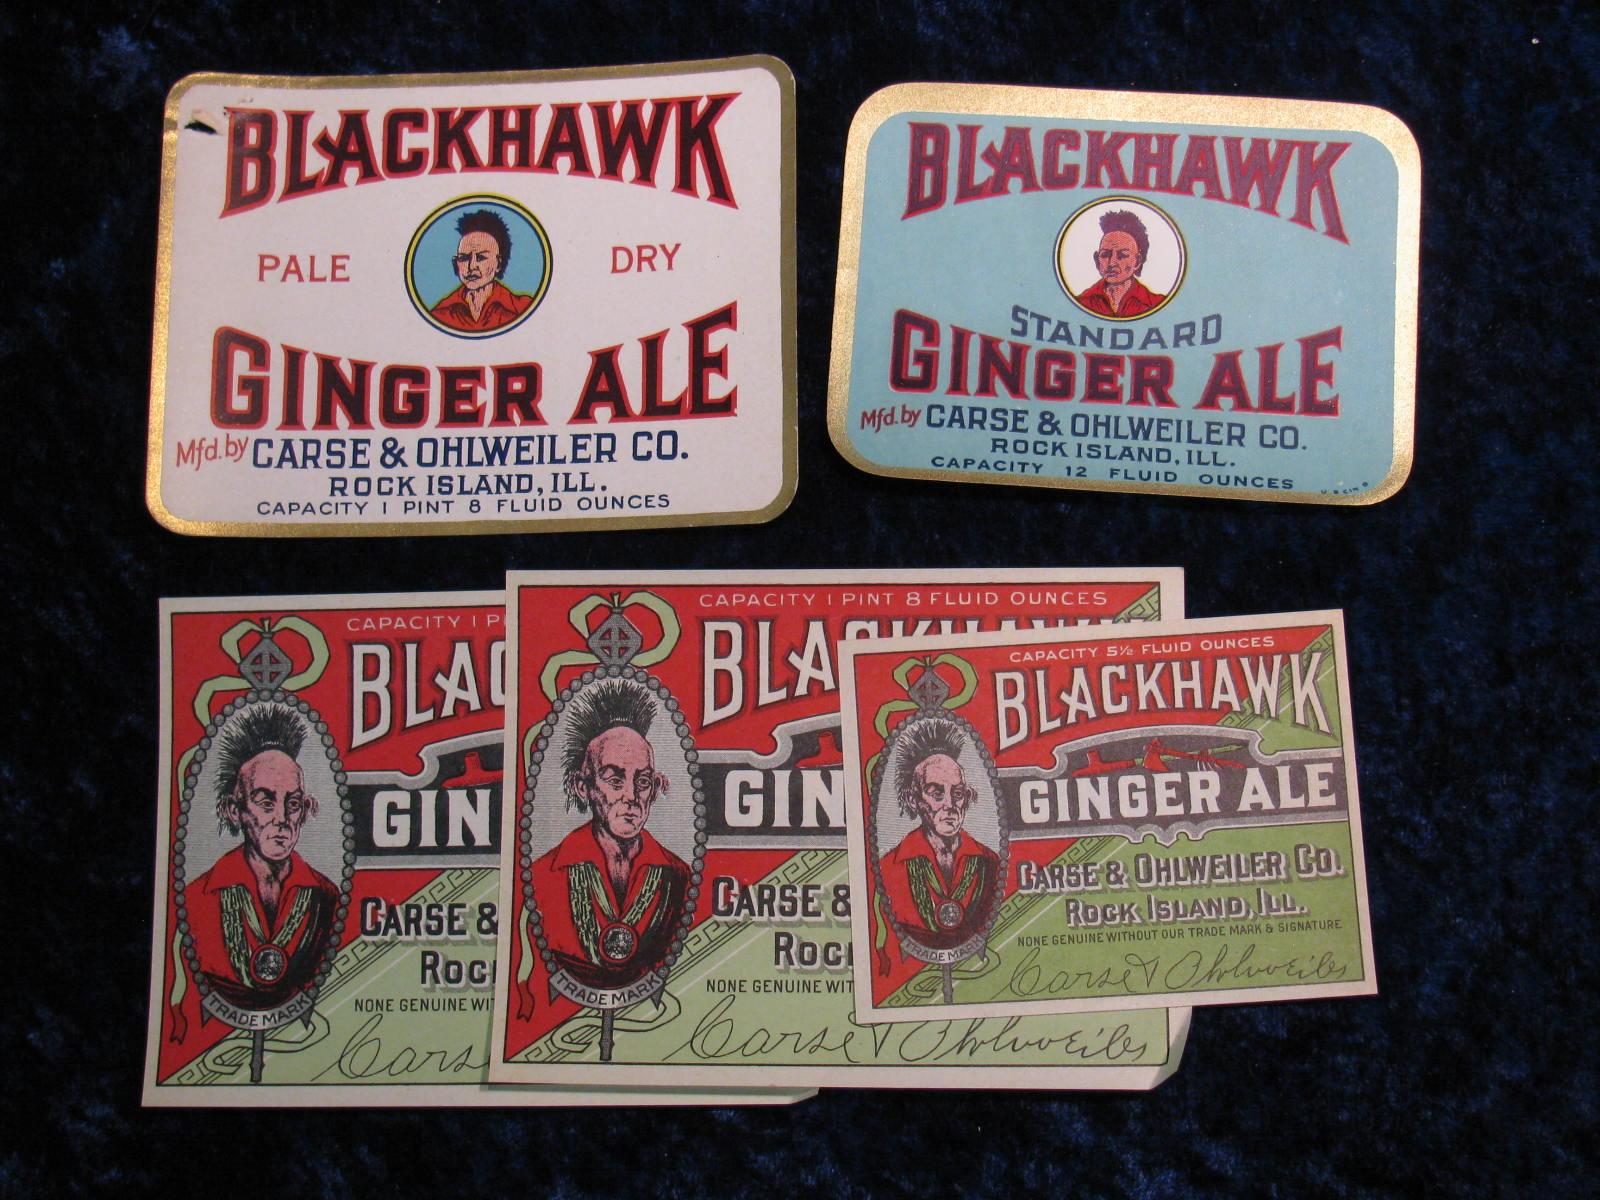 BLACKHAWK
PALE DRY
GINGER ALE
Mfd. by CARSE & OHLWEILER CO.
ROCK ISLAND, ILL.
CAPACITY 1 PINT 8 FLUID OUNCES
BLACKHAWK
STANDARD
GINGER ALE
Mfd. by CARSE & OHLWEILER CO.
ROCK ISLAND, ILL.
CAPACITY 12 FLUID OUNCES
CAPACITY 1 P
BLAC
GIN
CARSE &
ROC
NONE GENUINE WIT
TRADE MARK
Carse
CAPACITY 1 PINT 8 FLUID OUNCES
BLACKHAWK
GIN
CARSE &
ROC
NONE GENUINE WIT
TRADE MARK
Carse & Ohlweiler
CAPACITY 5½ FLUID OUNCES
BLACKHAWK
GINGER ALE
CARSE & OHLWEILER CO.
ROCK ISLAND, ILL.
NONE GENUINE WITHOUT OUR TRADE MARK & SIGNATURE
TRADE MARK
Carse & Ohlweiler